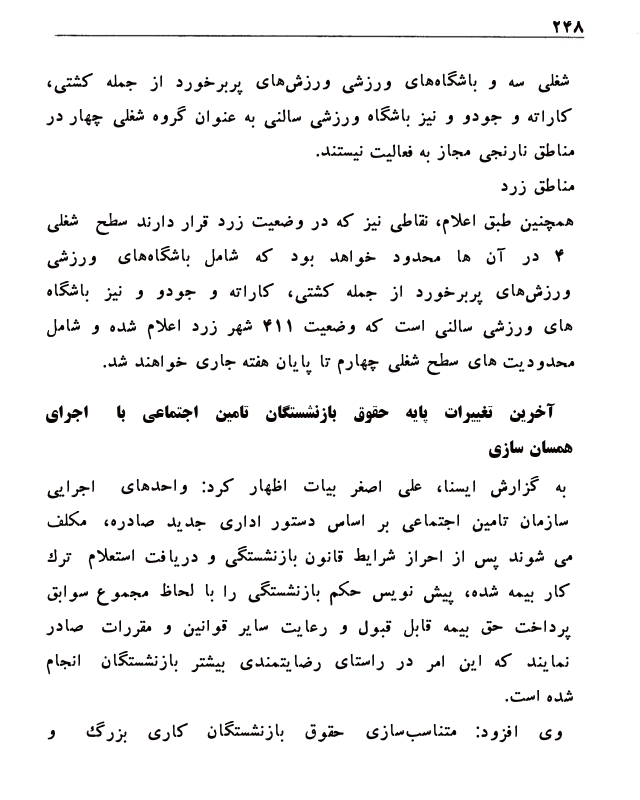 ۲۴۸
شغلی سه و باشگاه‌های ورزشی ورزش‌های پربرخورد از جمله کشتی،
کاراته و جودو و نیز باشگاه ورزشی سالنی به عنوان گروه شغلی چهار در
مناطق نارنجی مجاز به فعالیت نیستند.
مناطق زرد
همچنین طبق اعلام، نقاطی نیز که در وضعیت زرد قرار دارند سطح شغلی
۴ در آن ها محدود خواهد بود که شامل باشگاه‌های ورزشی
ورزش‌های پربرخورد از جمله کشتی، کاراته و جودو و نیز باشگاه
های ورزشی سالنی است که وضعیت ۴۱۱ شهر زرد اعلام شده و شامل
محدودیت های سطح شغلی چهارم تا پایان هفته جاری خواهند شد.
آخرین تغییرات پایه حقوق بازنشستگان تامین اجتماعی با اجرای
همسان سازی
به گزارش ایسنا، علی اصغر بیات اظهار کرد: واحدهای اجرایی
سازمان تامین اجتماعی بر اساس دستور اداری جدید صادره، مکلف
می شوند پس از احراز شرایط قانون بازنشستگی و دریافت استعلام ترک
کار بیمه شده، پیش نویس حکم بازنشستگی را با لحاظ مجموع سوابق
پرداخت حق بیمه قابل قبول و رعایت سایر قوانین و مقررات صادر
نمایند که این امر در راستای رضایتمندی بیشتر بازنشستگان انجام
شده است.
وی افزود: متناسب‌سازی حقوق بازنشستگان کاری بزرگ و